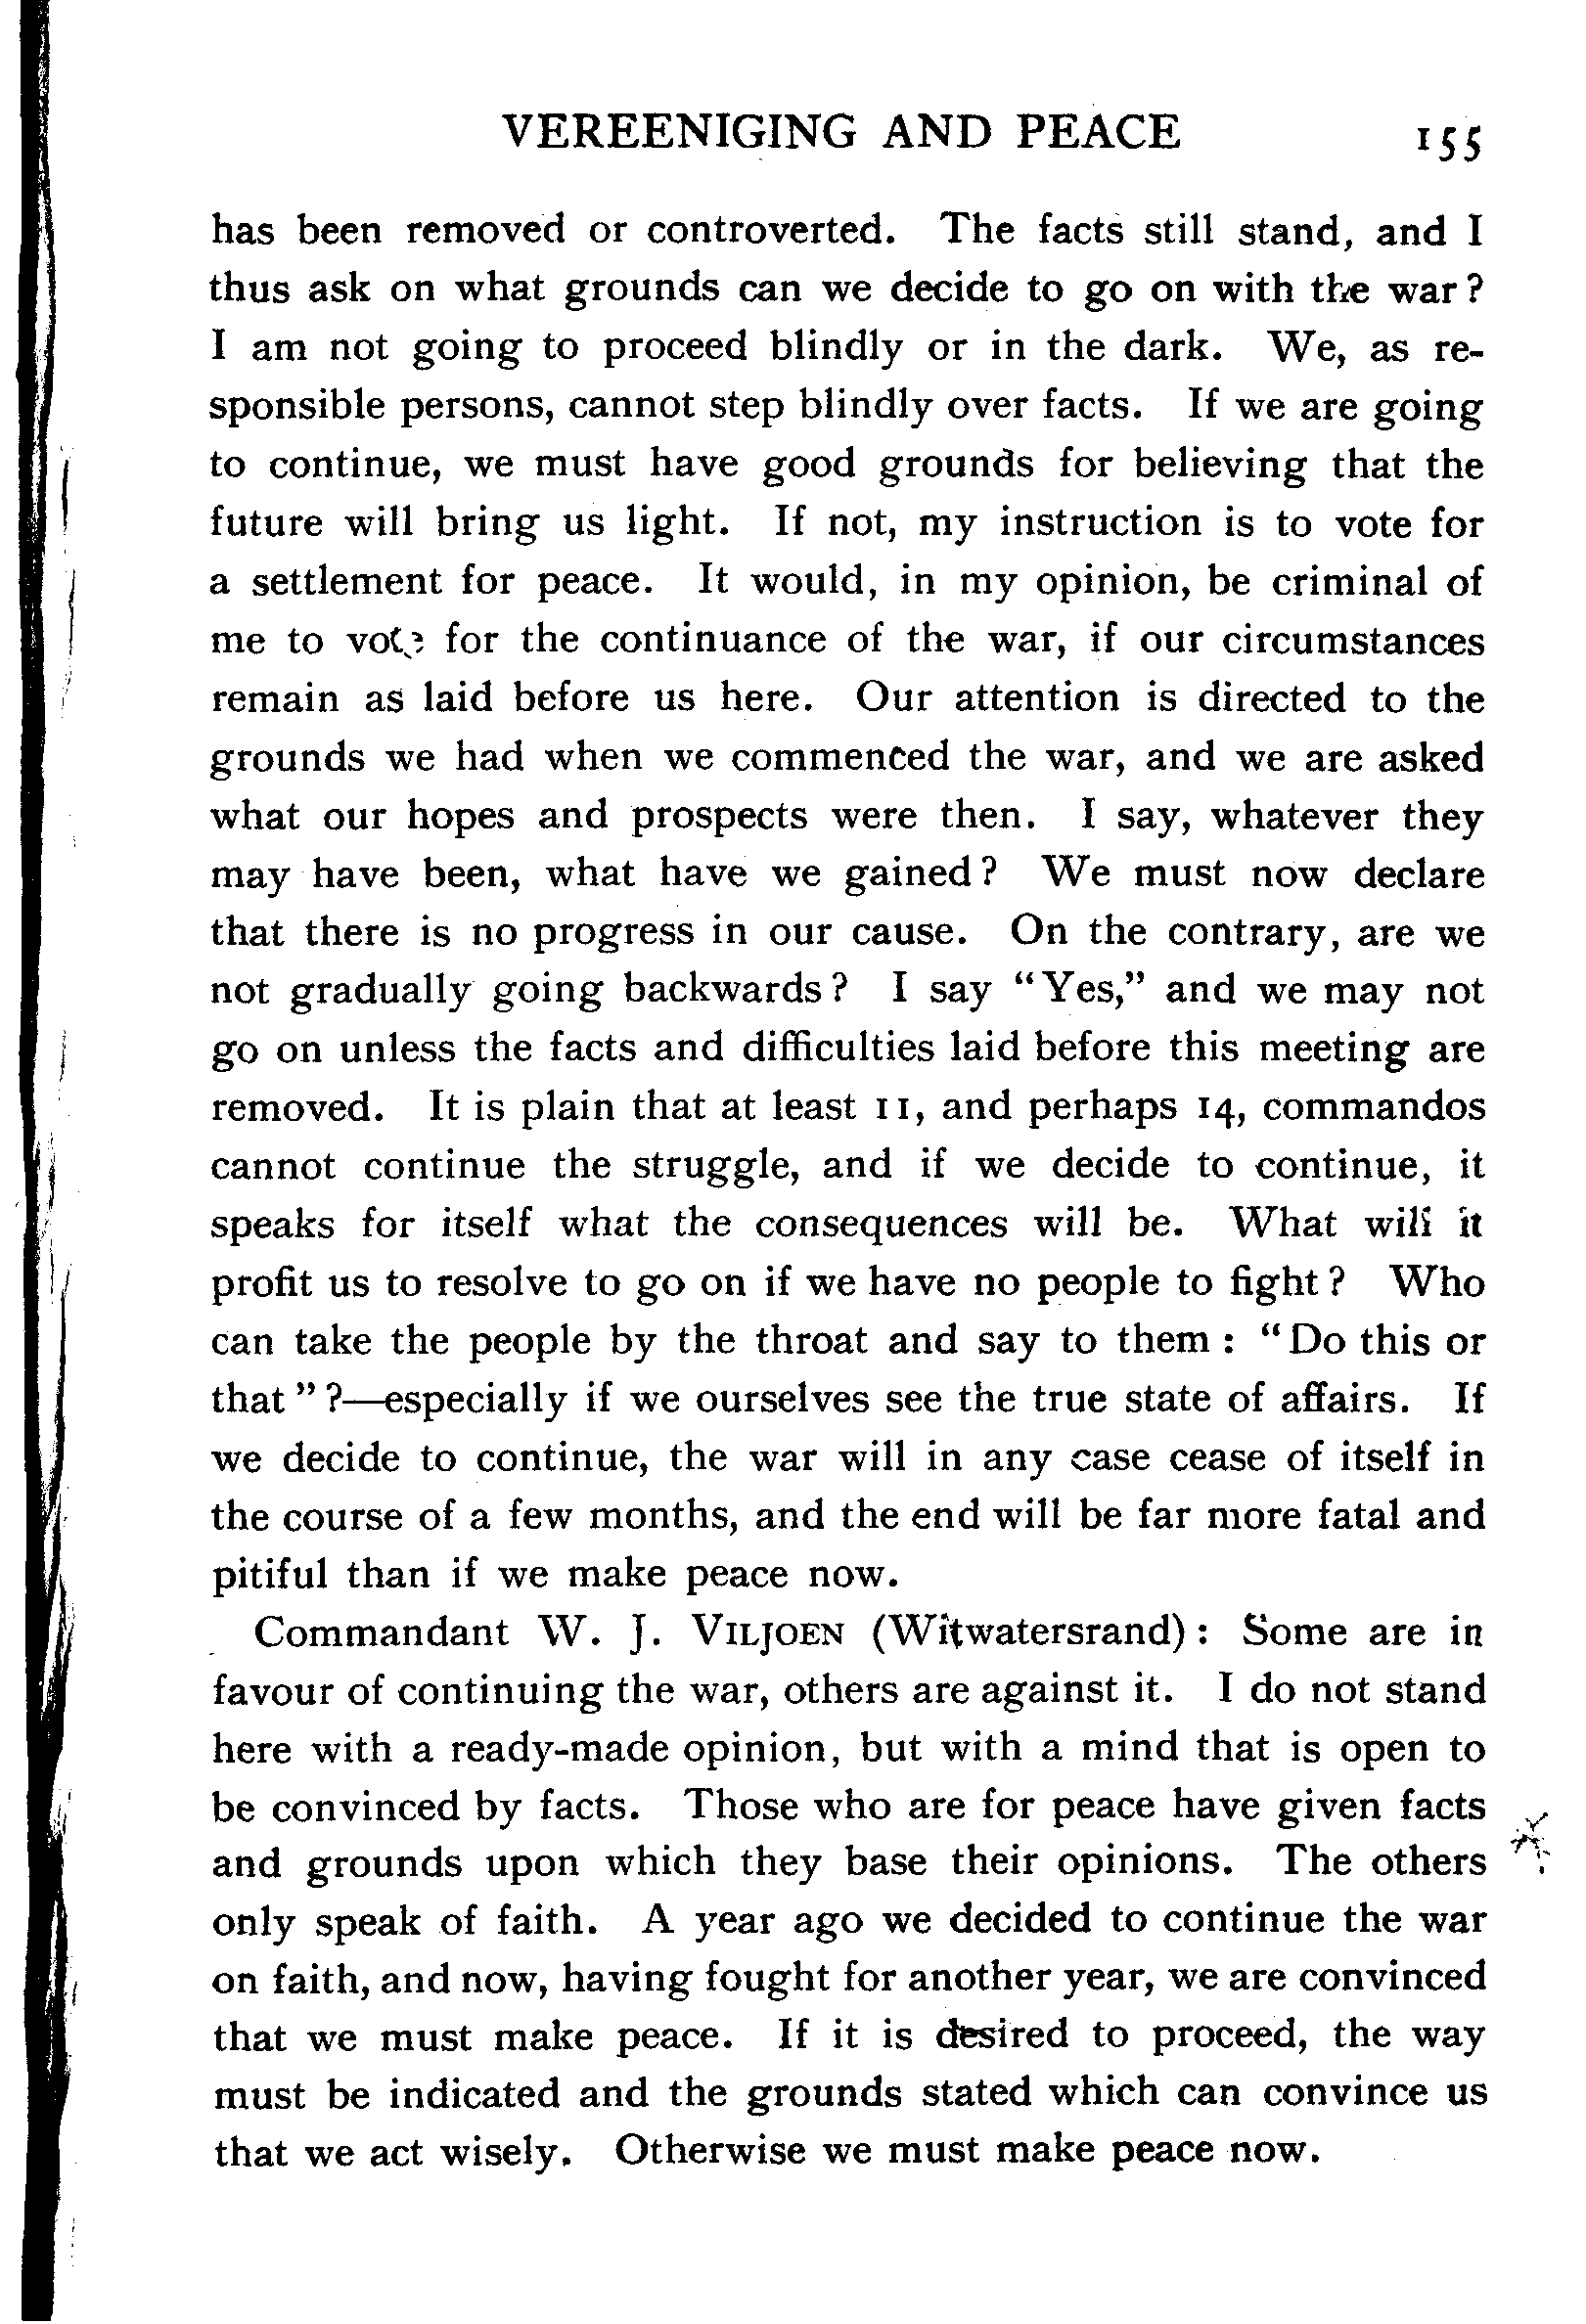 VEREENIGING AND PEACE 155
has been removed or controverted. The facts still stand, and I
thus ask on what grounds can we decide to go on with the war?
I am not going to proceed blindly or in the dark. We, as re-
sponsible persons, cannot step blindly over facts. If we are going
to continue, we must have good grounds for believing that the
future will bring us light. If not, my instruction is to vote for
a settlement for peace. It would, in my opinion, be criminal of
me to vote for the continuance of the war, if our circumstances
remain as laid before us here. Our attention is directed to the
grounds we had when we commenced the war, and we are asked
what our hopes and prospects were then. I say, whatever they
may have been, what have we gained? We must now declare
that there is no progress in our cause. On the contrary, are we
not gradually going backwards? I say "Yes," and we may not
go on unless the facts and difficulties laid before this meeting are
removed. It is plain that at least 11, and perhaps 14, commandos
cannot continue the struggle, and if we decide to continue, it
speaks for itself what the consequences will be. What will it
profit us to resolve to go on if we have no people to fight? Who
can take the people by the throat and say to them: "Do this or
that"?—especially if we ourselves see the true state of affairs. If
we decide to continue, the war will in any case cease of itself in
the course of a few months, and the end will be far more fatal and
pitiful than if we make peace now.
Commandant W. J. VILJOEN (Witwatersrand): Some are in
favour of continuing the war, others are against it. I do not stand
here with a ready-made opinion, but with a mind that is open to
be convinced by facts. Those who are for peace have given facts
and grounds upon which they base their opinions. The others
only speak of faith. A year ago we decided to continue the war
on faith, and now, having fought for another year, we are convinced
that we must make peace. If it is desired to proceed, the way
must be indicated and the grounds stated which can convince us
that we act wisely. Otherwise we must make peace now.